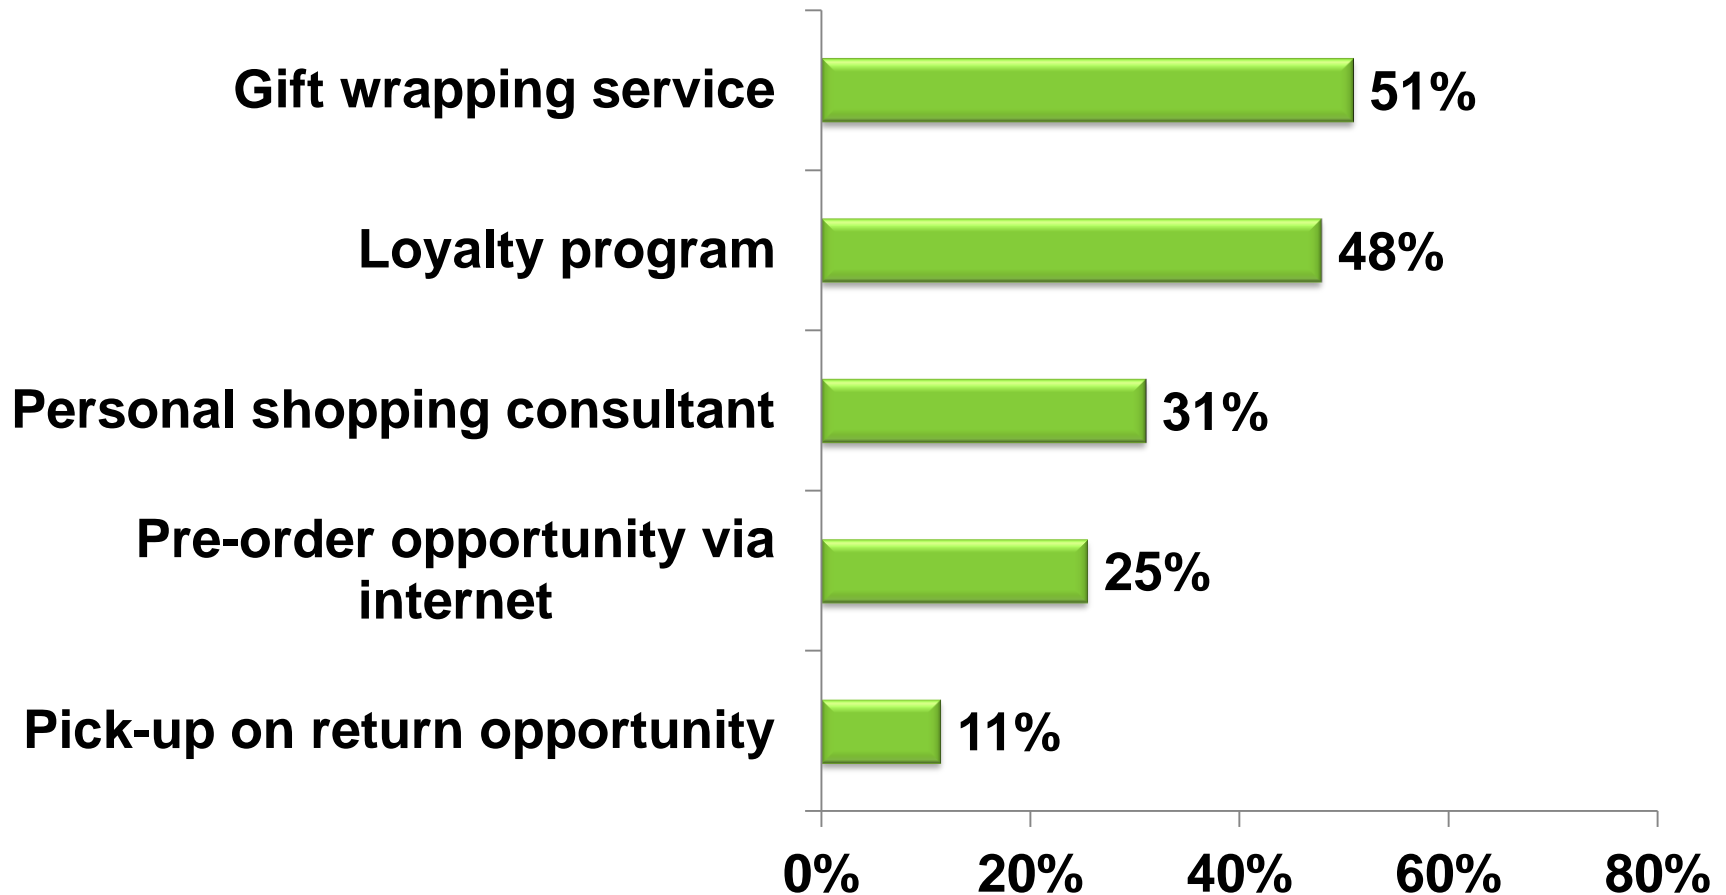 Gift wrapping service 51%
Loyalty program 48%
Personal shopping consultant 31%
Pre-order opportunity via
internet 25%
Pick-up on return opportunity 11%
0% 20% 40% 60% 80%